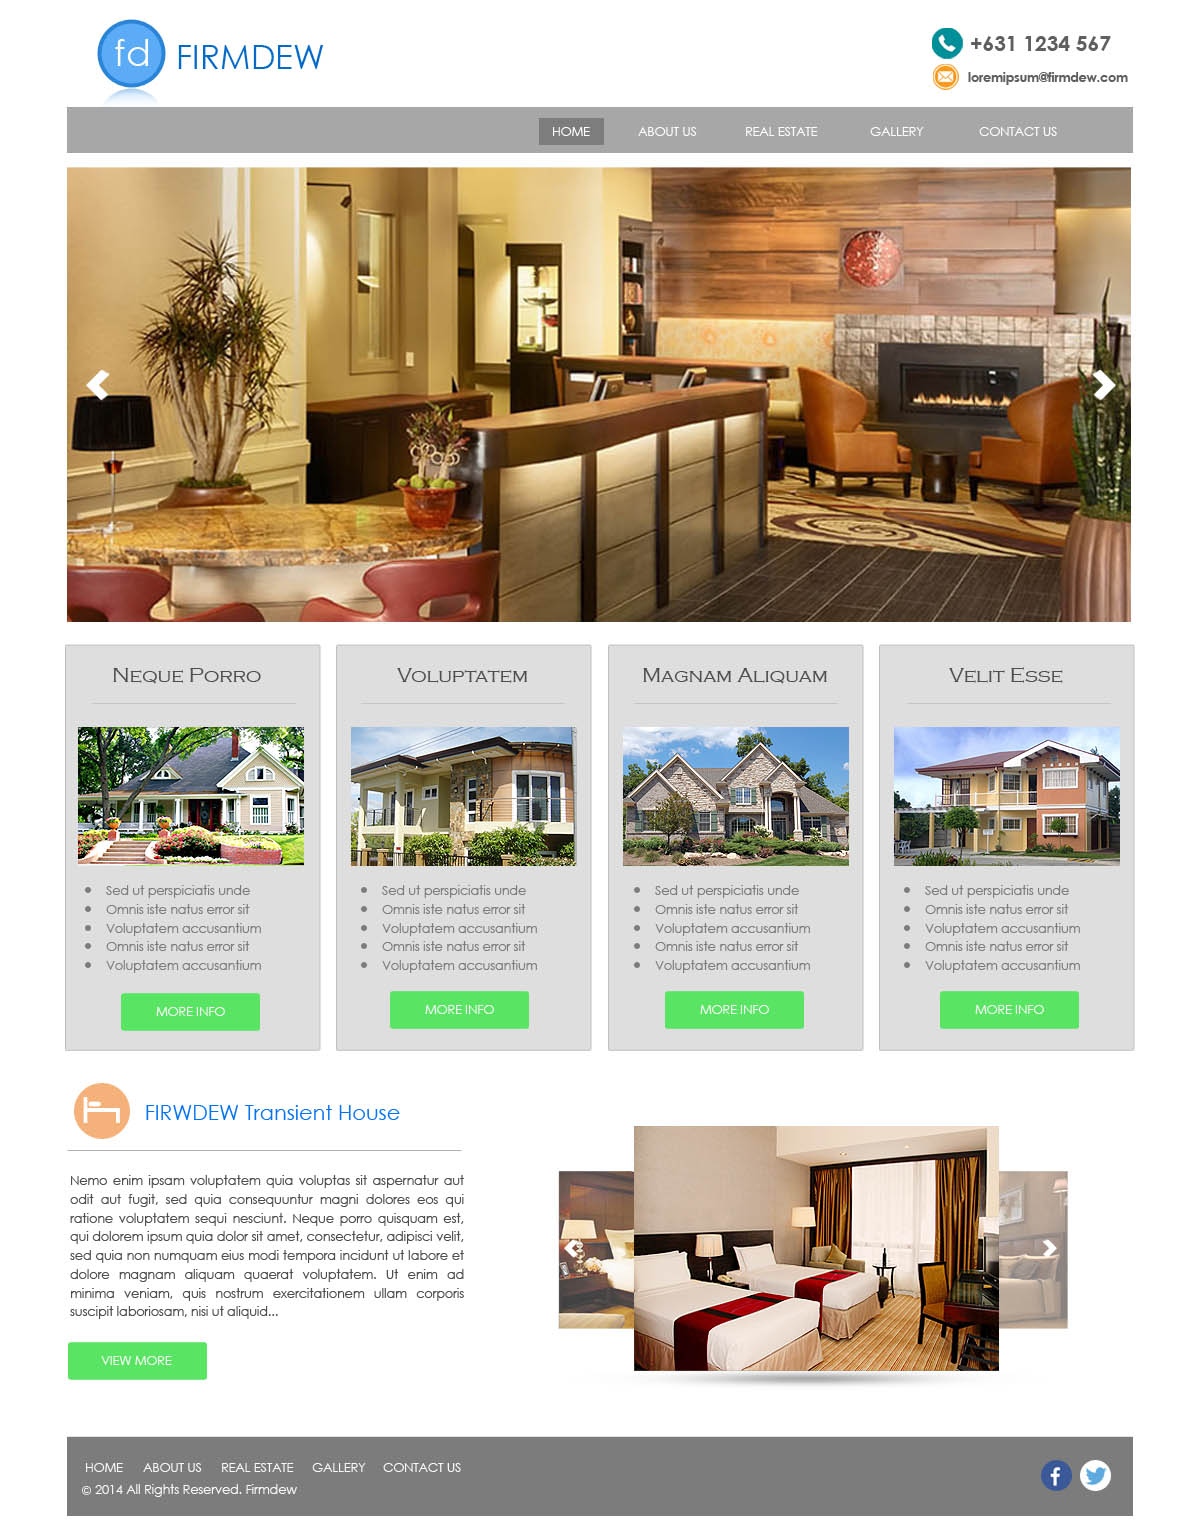 fd FIRMDEW
+631 1234 567
loremipsum@firmdew.com
HOME ABOUT US REAL ESTATE GALLERY CONTACT US
Neque Porro
Sed ut perspiciatis unde
Omnis iste natus error sit
Voluptatem accusantium
Omnis iste natus error sit
Voluptatem accusantium
MORE INFO
Voluptatem
Sed ut perspiciatis unde
Omnis iste natus error sit
Voluptatem accusantium
Omnis iste natus error sit
Voluptatem accusantium
MORE INFO
Magnam Aliquam
Sed ut perspiciatis unde
Omnis iste natus error sit
Voluptatem accusantium
Omnis iste natus error sit
Voluptatem accusantium
MORE INFO
Velit Esse
Sed ut perspiciatis unde
Omnis iste natus error sit
Voluptatem accusantium
Omnis iste natus error sit
Voluptatem accusantium
MORE INFO
FIRWDEW Transient House
Nemo enim ipsam voluptatem quia voluptas sit aspernatur aut
odit aut fugit, sed quia consequuntur magni dolores eos qui
ratione voluptatem sequi nesciunt. Neque porro quisquam est,
qui dolorem ipsum quia dolor sit amet, consectetur, adipisci velit,
sed quia non numquam eius modi tempora incidunt ut labore et
dolore magnam aliquam quaerat voluptatem. Ut enim ad
minima veniam, quis nostrum exercitationem ullam corporis
suscipit laboriosam, nisi ut aliquid...
VIEW MORE
HOME ABOUT US REAL ESTATE GALLERY CONTACT US
© 2014 All Rights Reserved. Firmdew